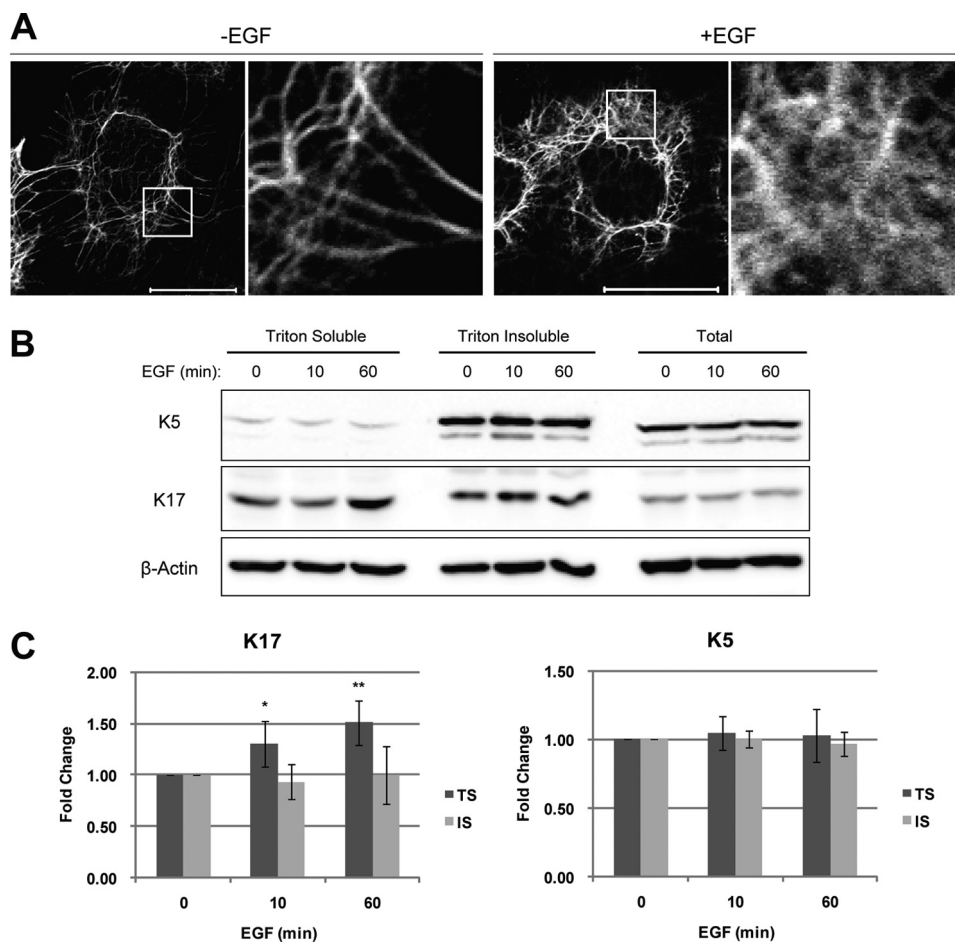 A
-EGF
+EGF
B
Triton Soluble
Triton Insoluble
Total
EGF (min):
0
10
60
0
10
60
0
10
60
K5
K17
β-Actin
C
K17
2.00
1.50
1.00
0.50
0.00
Fold Change
*
**
0
10
60
EGF (min)
TS
IS
K5
1.50
1.00
0.50
0.00
Fold Change
0
10
60
EGF (min)
TS
IS